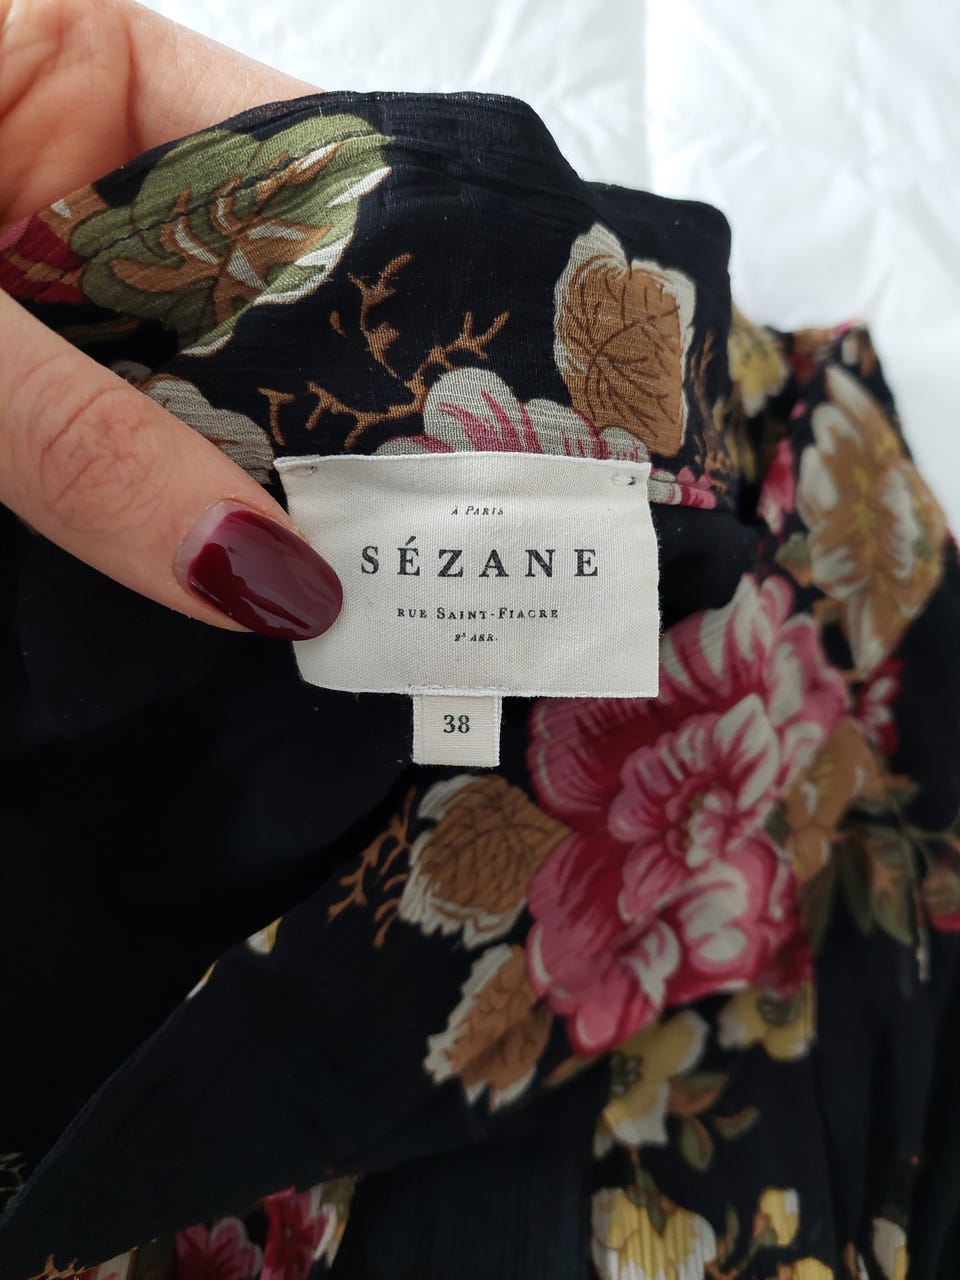 À PARIS
SÉZANE
RUE SAINT-FIACRE
2ᴱ ARR.
38